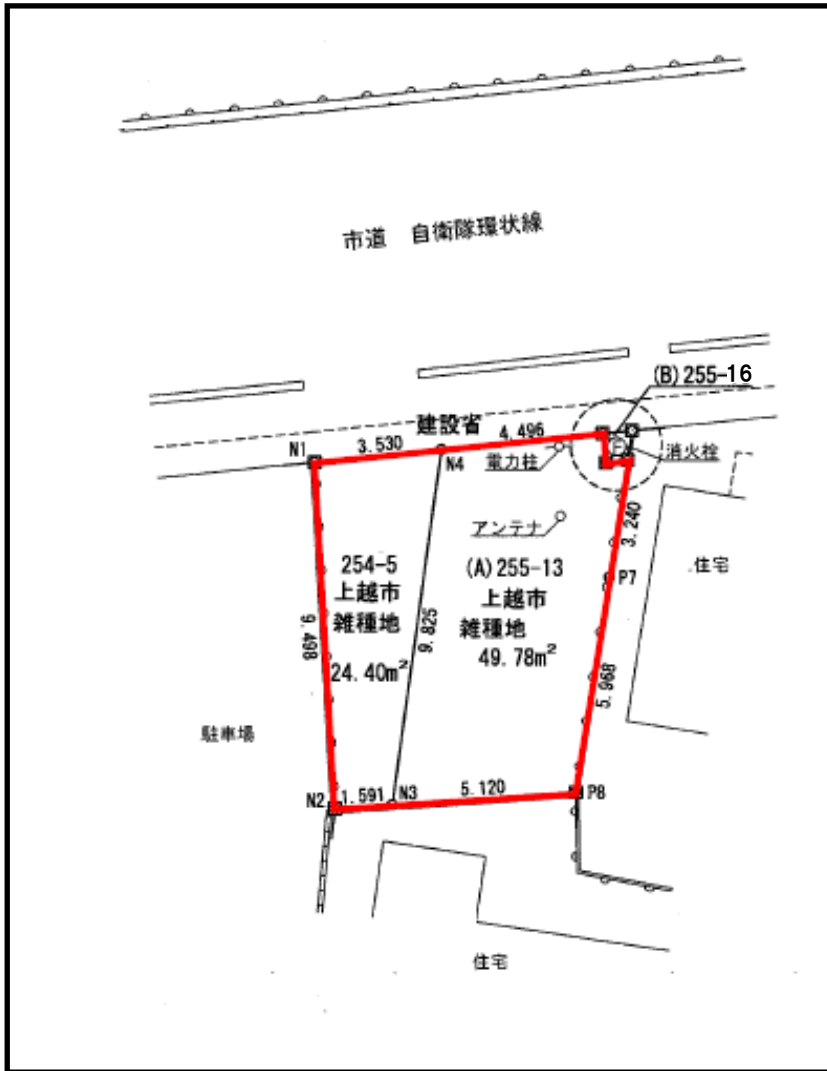 市道　自衛隊環状線
(B) 255-16
建設省
4.496
3.530
N1
N4
電力柱
消火栓
アンテナ
3.240
住宅
254-5
上越市
雑種地
24.40m²
(A) 255-13
上越市
雑種地
49.78m²
P7
9.498
9.825
5.968
駐車場
N2
1.591
N3
5.120
P8
住宅